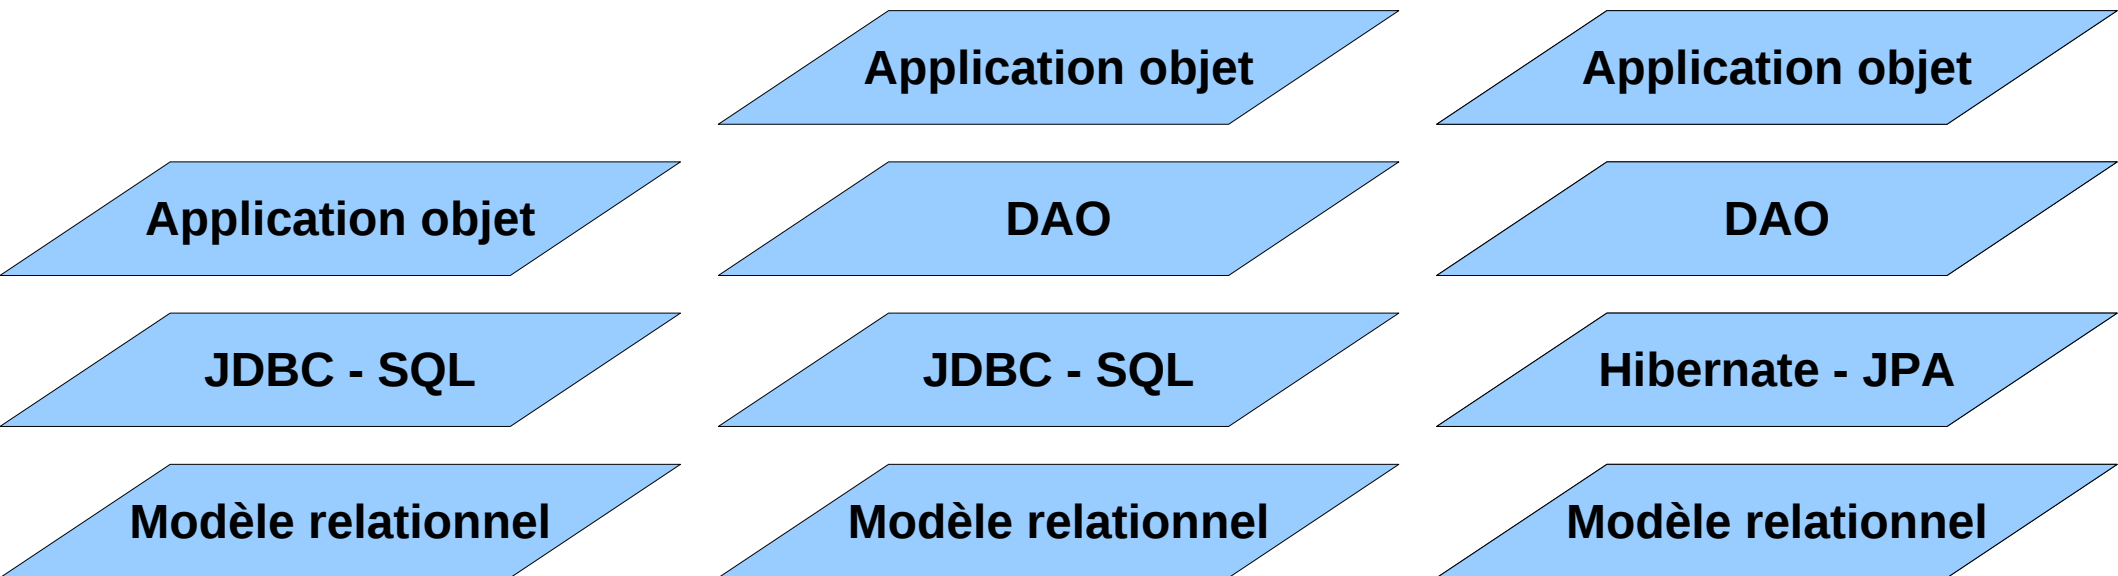 Application objet
Application objet
Application objet
DAO
DAO
JDBC - SQL
JDBC - SQL
Hibernate - JPA
Modèle relationnel
Modèle relationnel
Modèle relationnel